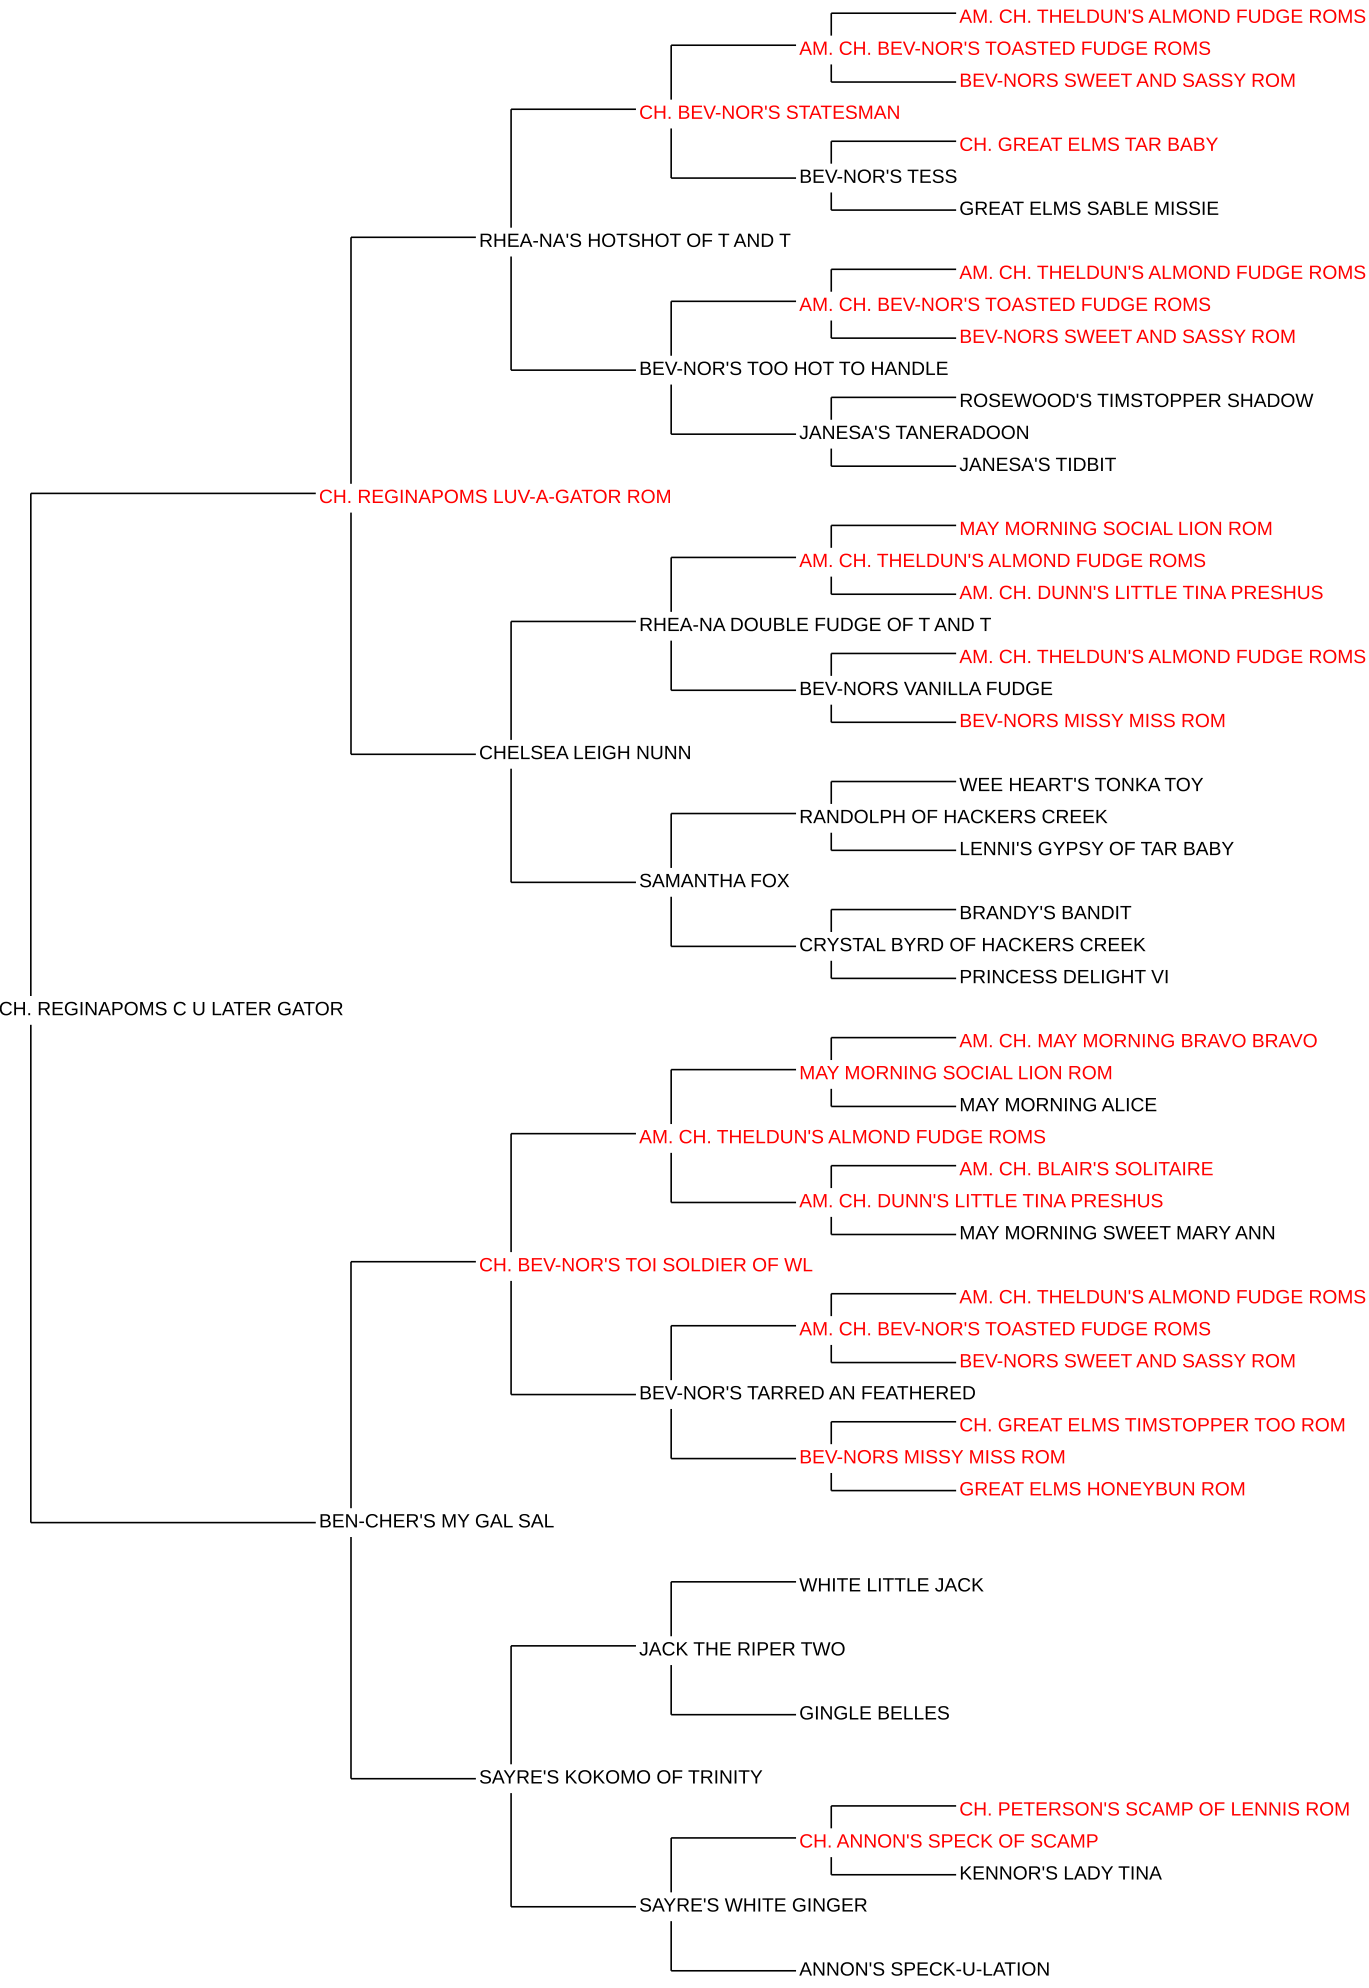 AM. CH. THELDUN'S ALMOND FUDGE ROMS
AM. CH. BEV-NOR'S TOASTED FUDGE ROMS
BEV-NORS SWEET AND SASSY ROM
CH. BEV-NOR'S STATESMAN
CH. GREAT ELMS TAR BABY
BEV-NOR'S TESS
GREAT ELMS SABLE MISSIE
RHEA-NA'S HOTSHOT OF T AND T
AM. CH. THELDUN'S ALMOND FUDGE ROMS
AM. CH. BEV-NOR'S TOASTED FUDGE ROMS
BEV-NORS SWEET AND SASSY ROM
BEV-NOR'S TOO HOT TO HANDLE
ROSEWOOD'S TIMSTOPPER SHADOW
JANESA'S TANERADOON
JANESA'S TIDBIT
CH. REGINAPOMS LUV-A-GATOR ROM
MAY MORNING SOCIAL LION ROM
AM. CH. THELDUN'S ALMOND FUDGE ROMS
AM. CH. DUNN'S LITTLE TINA PRESHUS
RHEA-NA DOUBLE FUDGE OF T AND T
AM. CH. THELDUN'S ALMOND FUDGE ROMS
BEV-NORS VANILLA FUDGE
BEV-NORS MISSY MISS ROM
CHELSEA LEIGH NUNN
WEE HEART'S TONKA TOY
RANDOLPH OF HACKERS CREEK
LENNI'S GYPSY OF TAR BABY
SAMANTHA FOX
BRANDY'S BANDIT
CRYSTAL BYRD OF HACKERS CREEK
PRINCESS DELIGHT VI
CH. REGINAPOMS C U LATER GATOR
AM. CH. MAY MORNING BRAVO BRAVO
MAY MORNING SOCIAL LION ROM
MAY MORNING ALICE
AM. CH. THELDUN'S ALMOND FUDGE ROMS
AM. CH. BLAIR'S SOLITAIRE
AM. CH. DUNN'S LITTLE TINA PRESHUS
MAY MORNING SWEET MARY ANN
CH. BEV-NOR'S TOI SOLDIER OF WL
AM. CH. THELDUN'S ALMOND FUDGE ROMS
AM. CH. BEV-NOR'S TOASTED FUDGE ROMS
BEV-NORS SWEET AND SASSY ROM
BEV-NOR'S TARRED AN FEATHERED
CH. GREAT ELMS TIMSTOPPER TOO ROM
BEV-NORS MISSY MISS ROM
GREAT ELMS HONEYBUN ROM
BEN-CHER'S MY GAL SAL
WHITE LITTLE JACK
JACK THE RIPER TWO
GINGLE BELLES
SAYRE'S KOKOMO OF TRINITY
CH. PETERSON'S SCAMP OF LENNIS ROM
CH. ANNON'S SPECK OF SCAMP
KENNOR'S LADY TINA
SAYRE'S WHITE GINGER
ANNON'S SPECK-U-LATION